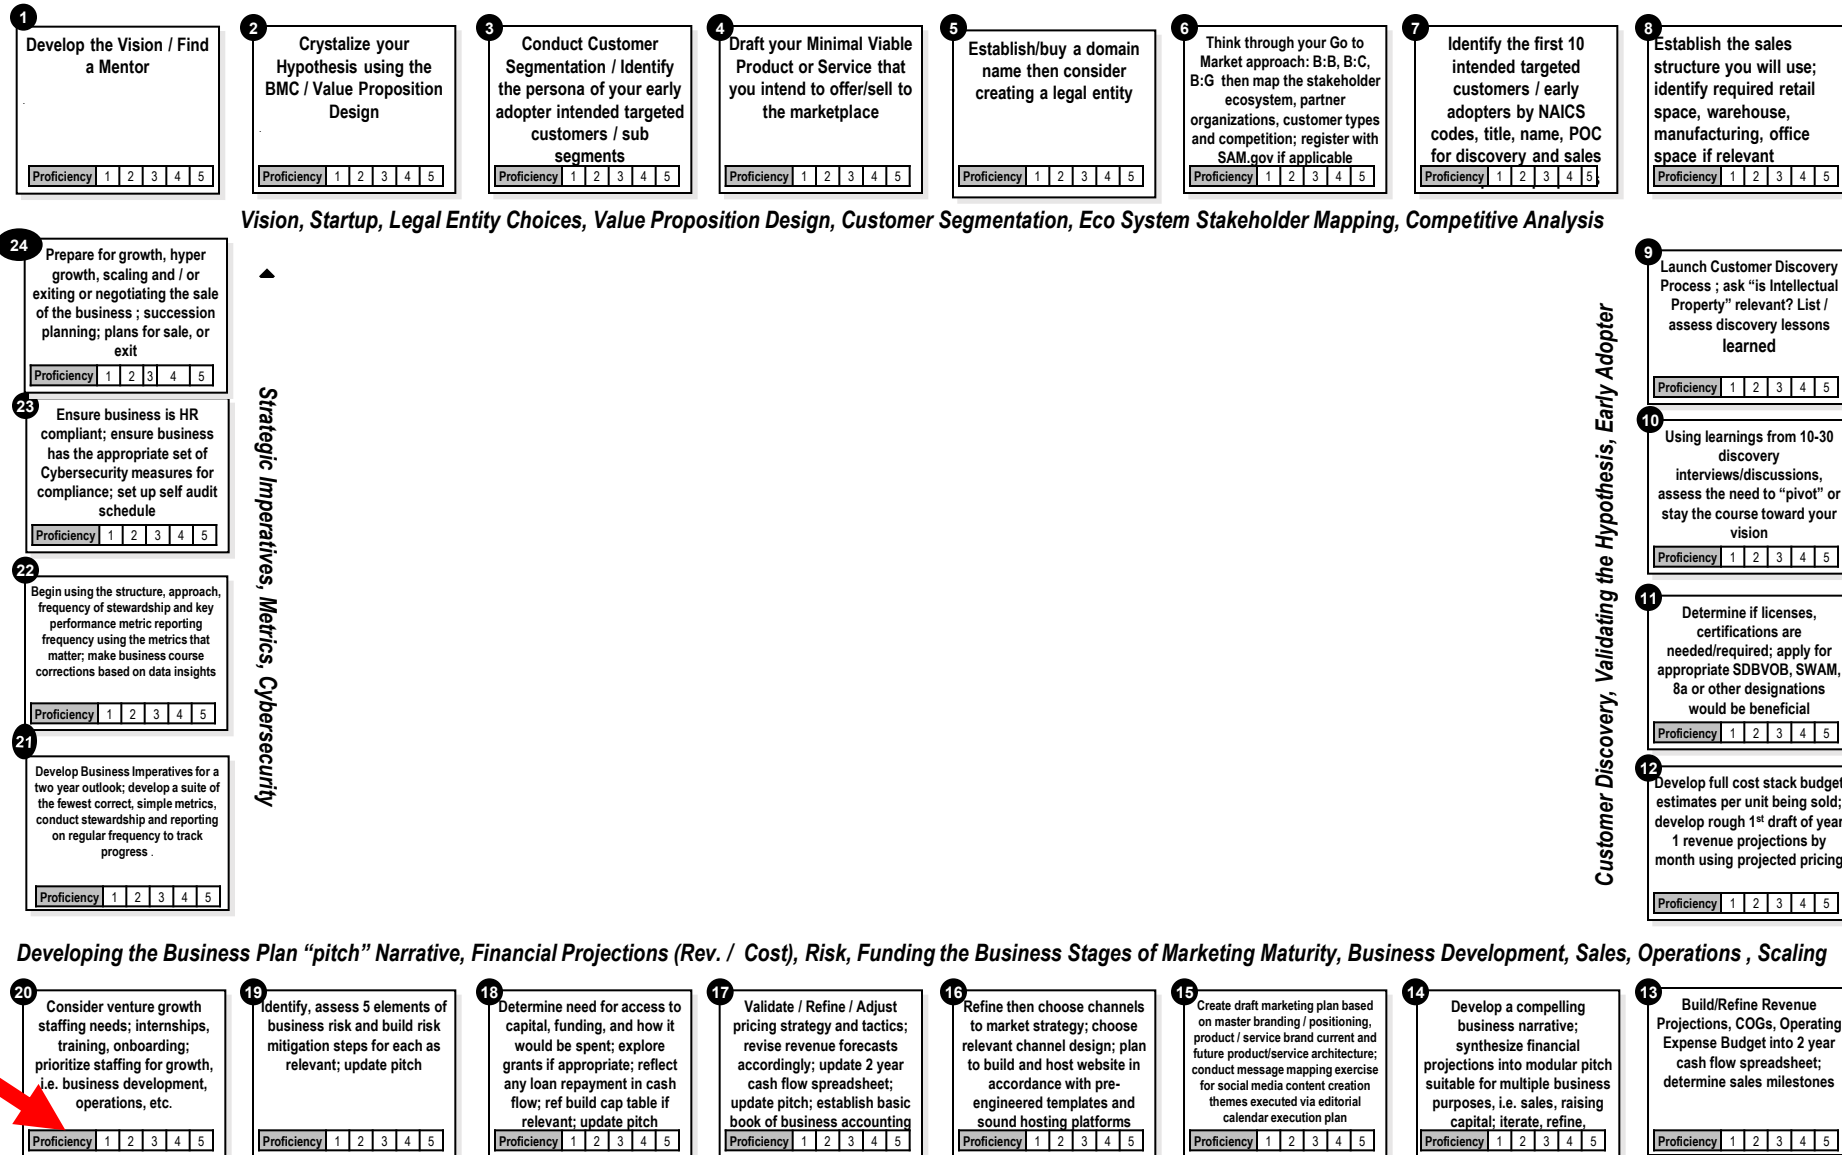 1
Develop the Vision / Find
a Mentor
Proficiency 1 2 3 4 5
2
Crystalize your
Hypothesis using the
BMC / Value Proposition
Design
Proficiency 1 2 3 4 5
3
Conduct Customer
Segmentation / Identify
the persona of your early
adopter intended targeted
customers / sub
segments
Proficiency 1 2 3 4 5
4
Draft your Minimal Viable
Product or Service that
you intend to offer/sell to
the marketplace
Proficiency 1 2 3 4 5
5
Establish/buy a domain
name then consider
creating a legal entity
Proficiency 1 2 3 4 5
6
Think through your Go to
Market approach: B:B, B:C,
B:G then map the stakeholder
ecosystem, partner
organizations, customer types
and competition; register with
SAM.gov if applicable
Proficiency 1 2 3 4 5
7
Identify the first 10
intended targeted
customers / early
adopters by NAICS
codes, title, name, POC
for discovery and sales
Proficiency 1 2 3 4 5
8
Establish the sales
structure you will use;
identify required retail
space, warehouse,
manufacturing, office
space if relevant
Proficiency 1 2 3 4 5
Vision, Startup, Legal Entity Choices, Value Proposition Design, Customer Segmentation, Eco System Stakeholder Mapping, Competitive Analysis
24
Prepare for growth, hyper
growth, scaling and / or
exiting or negotiating the sale
of the business ; succession
planning; plans for sale, or
exit
Proficiency 1 2 3 4 5
23
Ensure business is HR
compliant; ensure business
has the appropriate set of
Cybersecurity measures for
compliance; set up self audit
schedule
Proficiency 1 2 3 4 5
22
Begin using the structure, approach,
frequency of stewardship and key
performance metric reporting
frequency using the metrics that
matter; make business course
corrections based on data insights
Proficiency 1 2 3 4 5
21
Develop Business Imperatives for a
two year outlook; develop a suite of
the fewest correct, simple metrics,
conduct stewardship and reporting
on regular frequency to track
progress .
Proficiency 1 2 3 4 5
Strategic Imperatives, Metrics, Cybersecurity
Customer Discovery, Validating the Hypothesis, Early Adopter
9
Launch Customer Discovery
Process ; ask “is Intellectual
Property” relevant? List /
assess discovery lessons
learned
Proficiency 1 2 3 4 5
10
Using learnings from 10-30
discovery
interviews/discussions,
assess the need to “pivot” or
stay the course toward your
vision
Proficiency 1 2 3 4 5
11
Determine if licenses,
certifications are
needed/required; apply for
appropriate SDBVOB, SWAM,
8a or other designations
would be beneficial
Proficiency 1 2 3 4 5
12
Develop full cost stack budget
estimates per unit being sold;
develop rough 1st draft of year
1 revenue projections by
month using projected pricing
Proficiency 1 2 3 4 5
Developing the Business Plan “pitch” Narrative, Financial Projections (Rev. / Cost), Risk, Funding the Business Stages of Marketing Maturity, Business Development, Sales, Operations , Scaling
20
Consider venture growth
staffing needs; internships,
training, onboarding;
prioritize staffing for growth,
i.e. business development,
operations, etc.
Proficiency 1 2 3 4 5
19
Identify, assess 5 elements of
business risk and build risk
mitigation steps for each as
relevant; update pitch
Proficiency 1 2 3 4 5
18
Determine need for access to
capital, funding, and how it
would be spent; explore
grants if appropriate; reflect
any loan repayment in cash
flow; ref build cap table if
relevant; update pitch
Proficiency 1 2 3 4 5
17
Validate / Refine / Adjust
pricing strategy and tactics;
revise revenue forecasts
accordingly; update 2 year
cash flow spreadsheet;
update pitch; establish basic
book of business accounting
Proficiency 1 2 3 4 5
16
Refine then choose channels
to market strategy; choose
relevant channel design; plan
to build and host website in
accordance with pre-
engineered templates and
sound hosting platforms
Proficiency 1 2 3 4 5
15
Create draft marketing plan based
on master branding / positioning,
product / service brand current and
future product/service architecture;
conduct message mapping exercise
for social media content creation
themes executed via editorial
calendar execution plan
Proficiency 1 2 3 4 5
14
Develop a compelling
business narrative;
synthesize financial
projections into modular pitch
suitable for multiple business
purposes, i.e. sales, raising
capital; iterate, refine,
Proficiency 1 2 3 4 5
13
Build/Refine Revenue
Projections, COGs, Operating
Expense Budget into 2 year
cash flow spreadsheet;
determine sales milestones
Proficiency 1 2 3 4 5